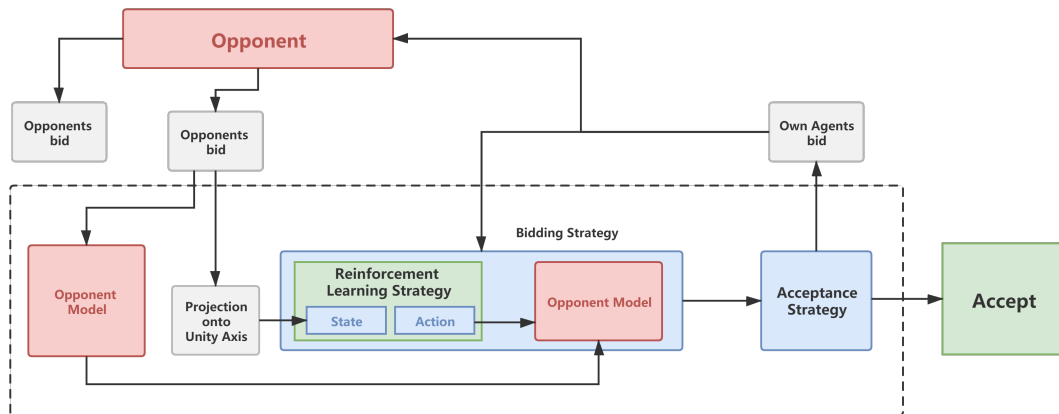 Opponent
Opponents
bid
Opponents
bid
Own Agents
bid
Bidding Strategy
Opponent
Model
Projection
onto
Unity Axis
Reinforcement
Learning Strategy
State
Action
Opponent Model
Acceptance
Strategy
Accept